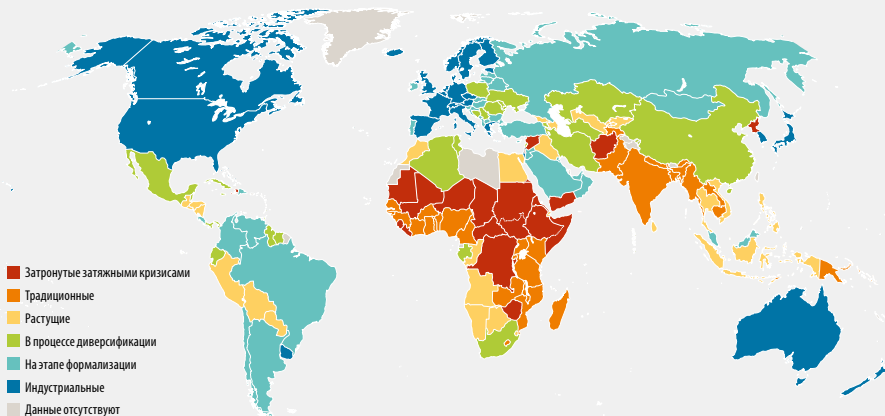 Затронутые затяжными кризисами
Традиционные
Растущие
В процессе диверсификации
На этапе формализации
Индустриальные
Данные отсутствуют